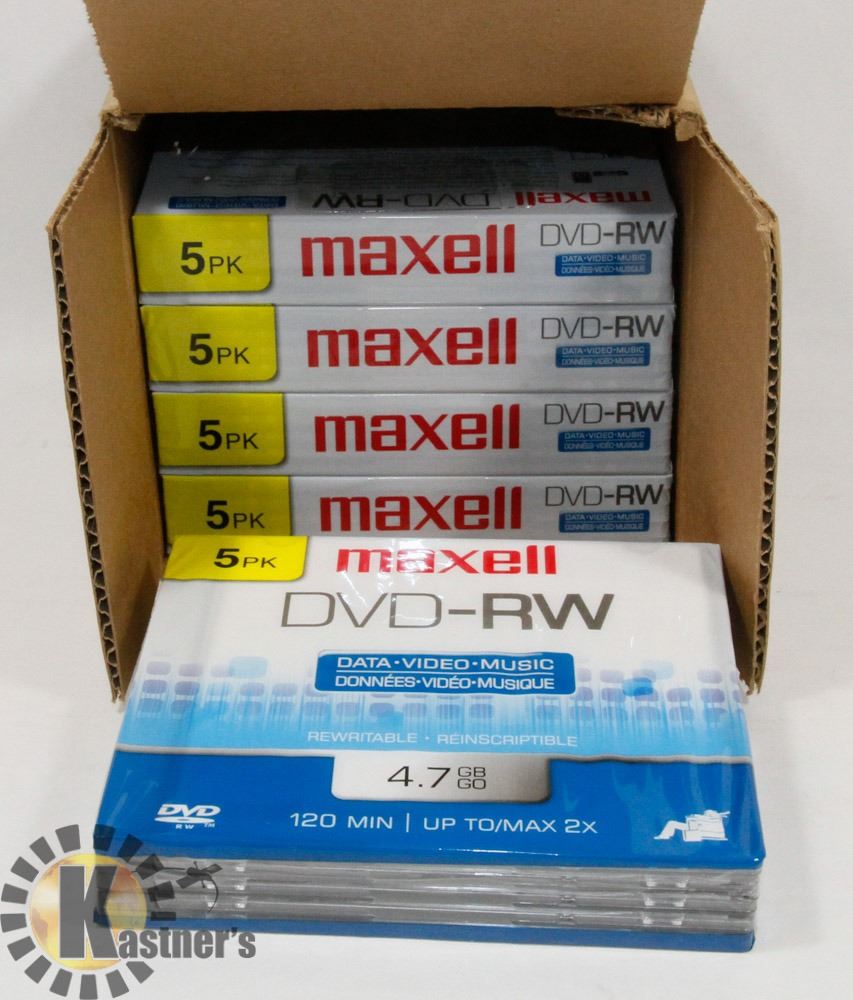 maxell DVD-RW
5PK maxell DVD-RW
DATA·VIDEO·MUSIC
DONNÉES·VIDÉO·MUSIQUE
5PK maxell DVD-RW
DATA·VIDEO·MUSIC
DONNÉES·VIDÉO·MUSIQUE
5PK maxell DVD-RW
DATA·VIDEO·MUSIC
DONNÉES·VIDÉO·MUSIQUE
5PK maxell DVD-RW
DATA·VIDEO·MUSIC
DONNÉES·VIDÉO·MUSIQUE
5PK maxell
DVD-RW
DATA·VIDEO·MUSIC
DONNÉES·VIDÉO·MUSIQUE
REWRITABLE · RÉINSCRIPTIBLE
4.7 GB
GO
DVD
RW™
120 MIN | UP TO/MAX 2X
Kastner's